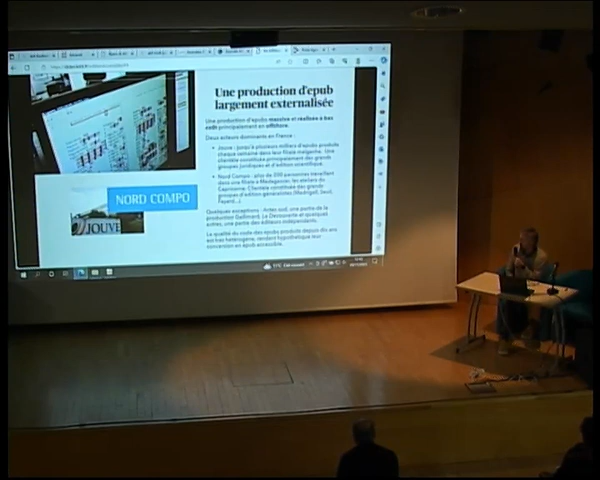 Une production d'epub
largement externalisée
Une production d'epubs massive et réalisée à bas
coût principalement en offshore.
Deux acteurs dominants en France :
Jouve : jusqu'à plusieurs milliers d'epubs produits
chaque semaine dans leur filiale malgache. Une
clientèle constituée principalement des grands
groupes juridiques et d'édition scientifique.
Nord Compo : plus de 500 personnes travaillent
dans une filiale à Madagascar: les ateliers du
Capricorne. Clientèle constituée des grands
groupes d'édition généralistes (Madrigall, Seuil,
Fayard...)
NORD COMPO
JOUVE
Quelques exceptions : Actes sud, une partie de la
production Gallimard, La Découverte et quelques
autres, une partie des éditeurs indépendants.
La qualité du code des epubs produits depuis dix ans
est très hétérogène, rendant hypothétique leur
conversion en epub accessible.